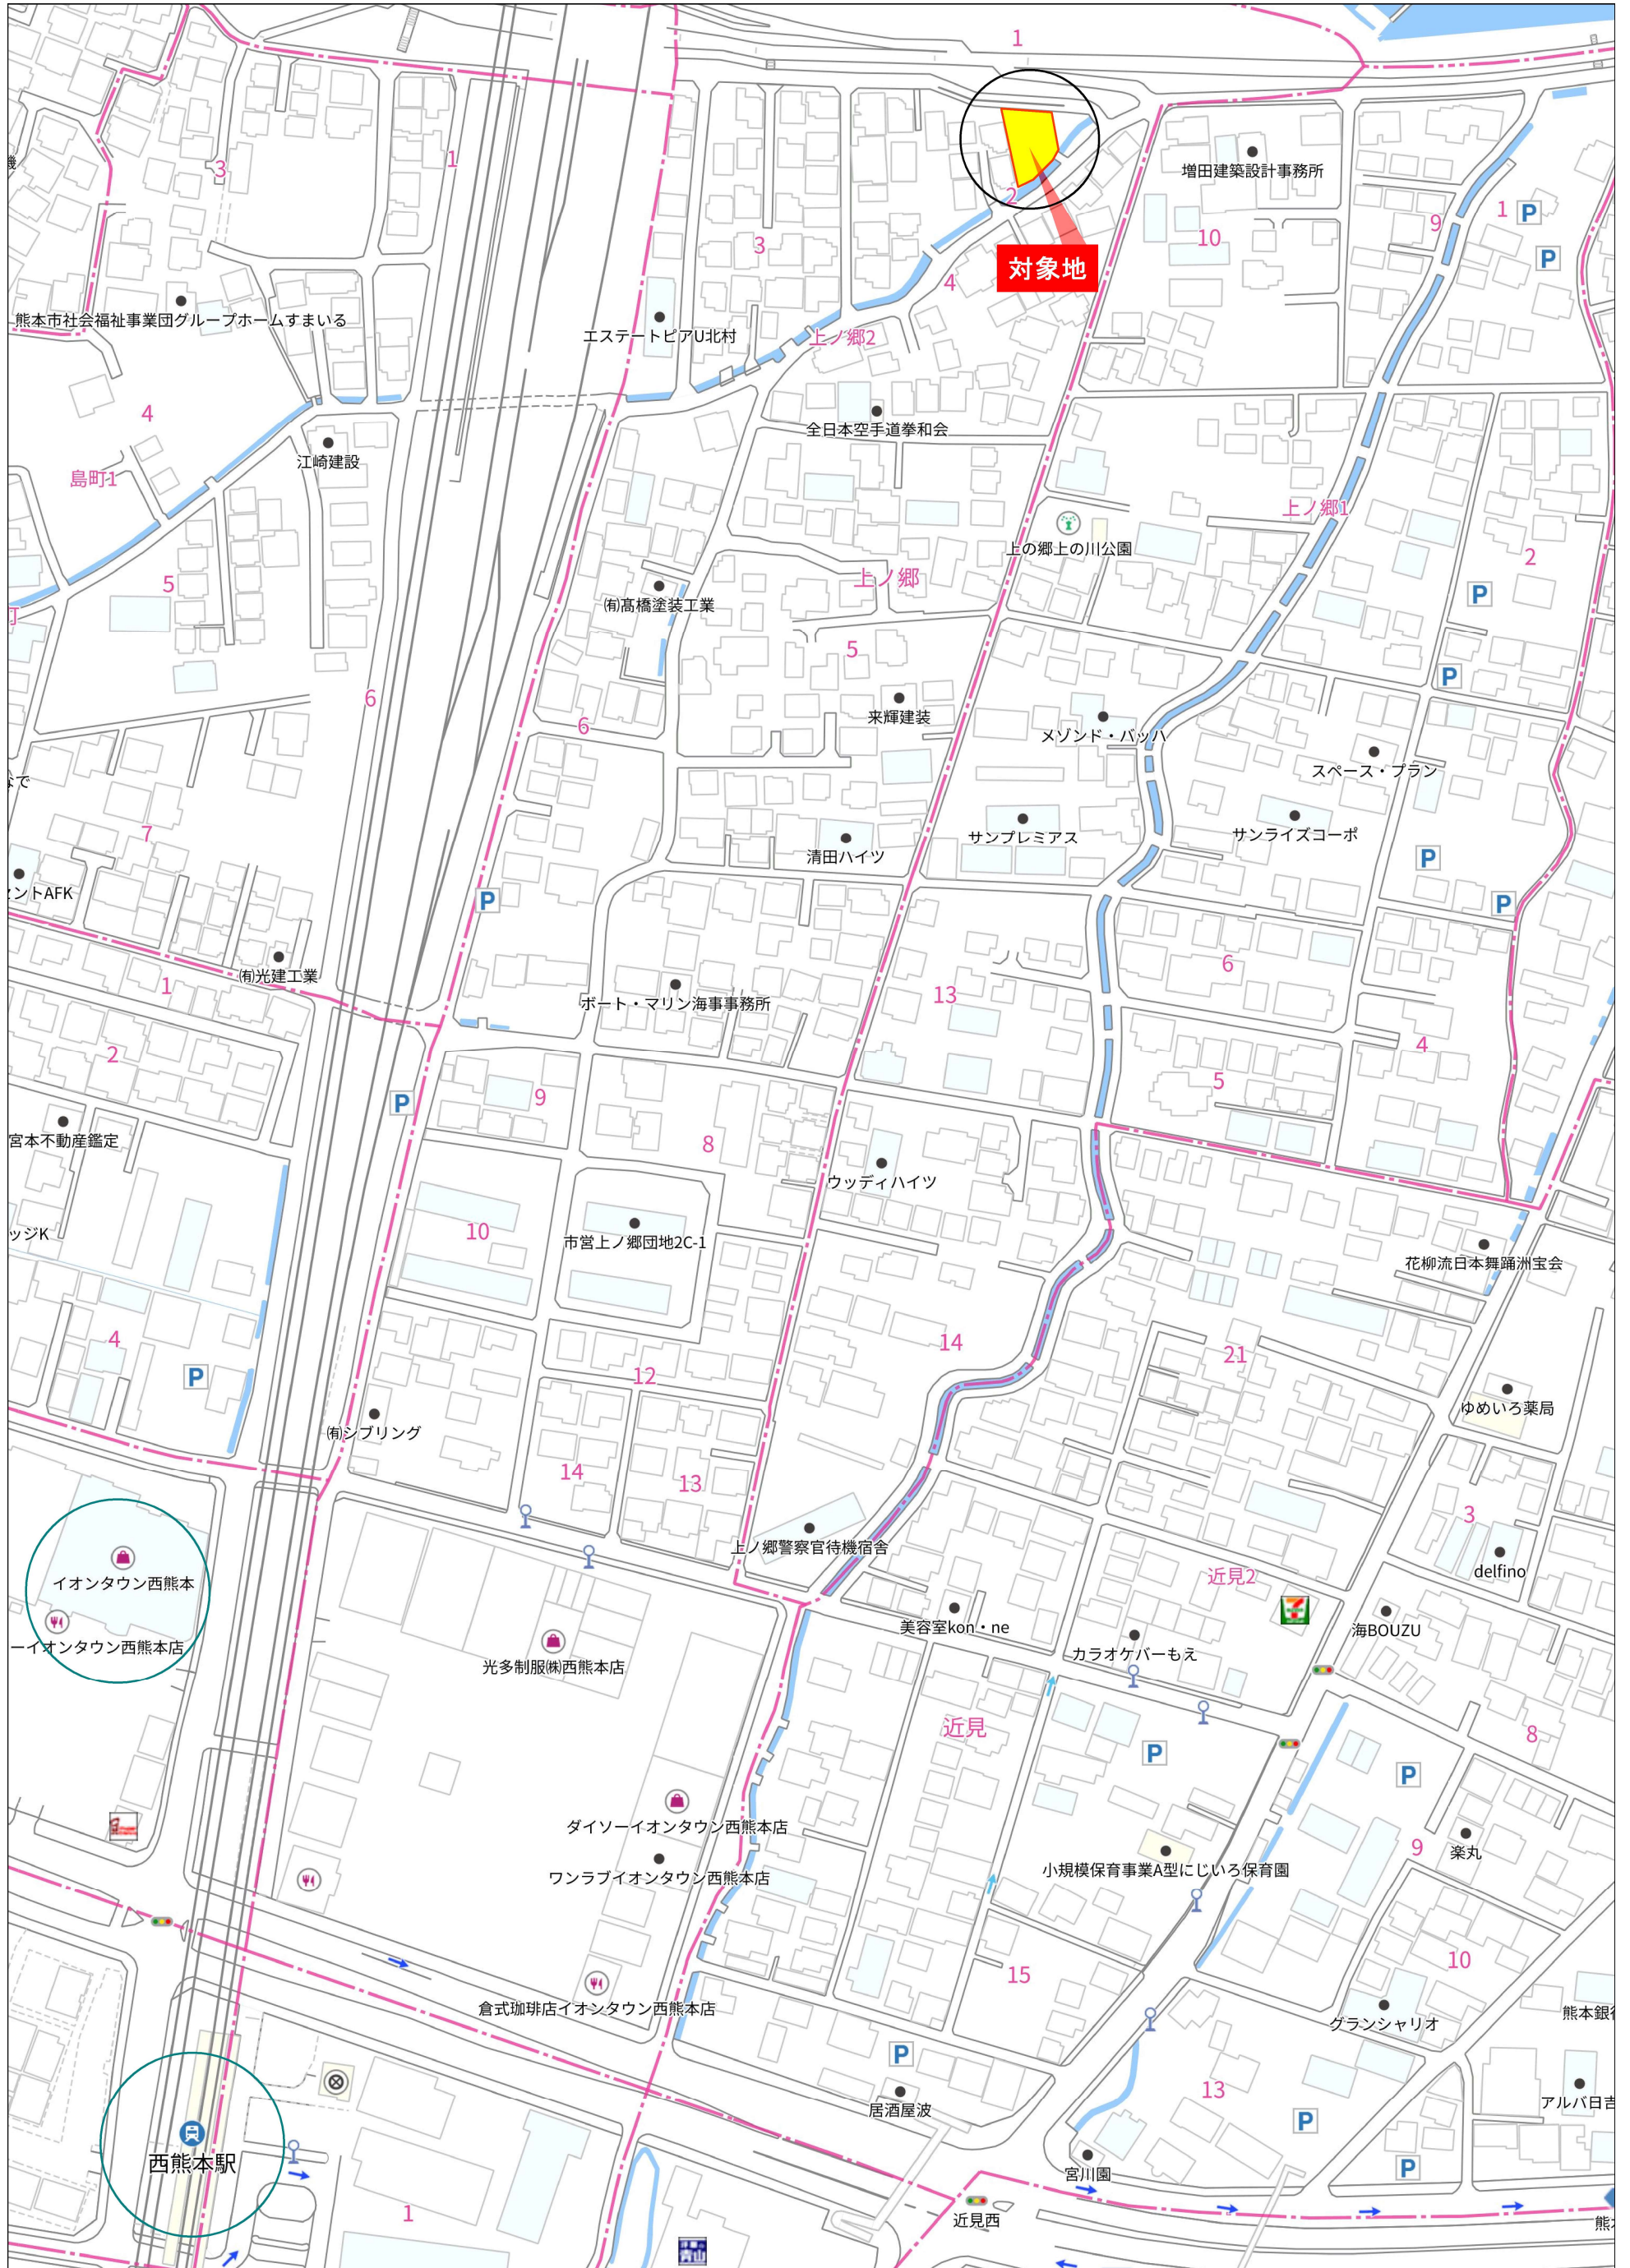 1
3
1
増田建築設計事務所
2
9
1
P
10
3
P
対象地
4
熊本市社会福祉事業団グループホームすまいる
エステートピアU北村
上ノ郷2
4
全日本空手道拳和会
江崎建設
島町1
上ノ郷1
上の郷上の川公園
2
上ノ郷
5
P
㈲髙橋塗装工業
5
P
6
来輝建装
6
メゾンド・バッハ
スペース・プラン
7
サンプレミアス
サンライズコーポ
清田ハイツ
P
P
P
ントAFK
6
㈲光建工業
1
13
ボート・マリン海事事務所
4
2
5
P
9
宮本不動産鑑定
8
ウッディハイツ
10
市営上ノ郷団地2C-1
ッジK
花柳流日本舞踊洲宝会
4
14
21
12
P
ゆめいろ薬局
㈲シブリング
14
13
3
上ノ郷警察官待機宿舎
delfino
イオンタウン西熊本
近見2
美容室kon・ne
海BOUZU
ーイオンタウン西熊本店
カラオケバーもえ
光多制服㈱西熊本店
近見
8
P
P
ダイソーイオンタウン西熊本店
9
楽丸
ワンラブイオンタウン西熊本店
小規模保育事業A型にじいろ保育園
10
15
倉式珈琲店イオンタウン西熊本店
熊本銀
グランシャリオ
P
13
居酒屋波
アルバ日吉
P
西熊本駅
宮川園
P
1
近見西
熊
青山